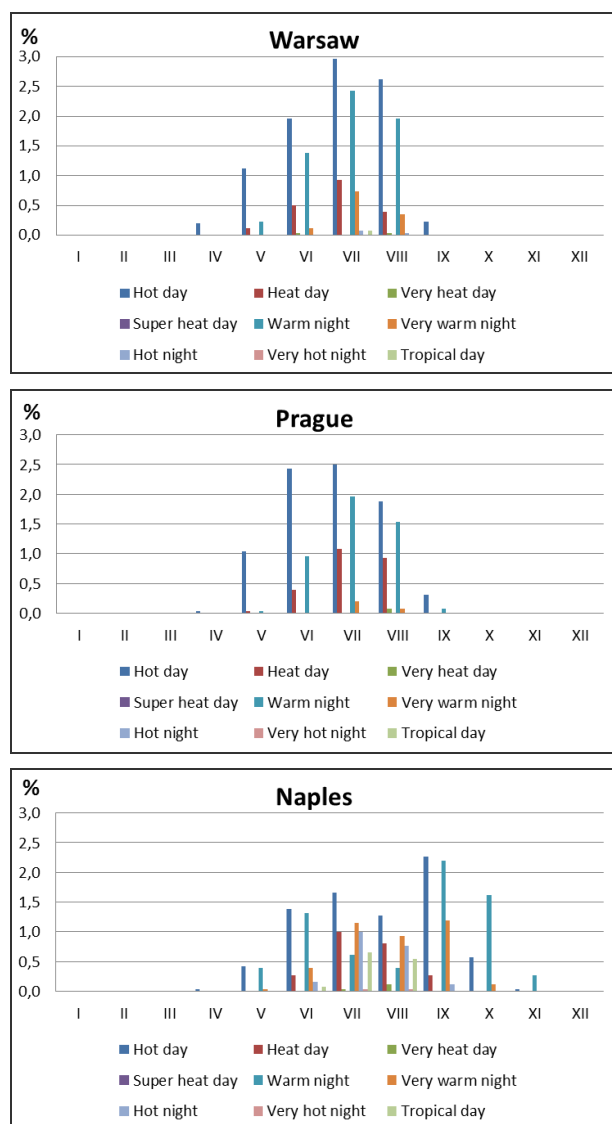 %
Warsaw
3,0
2,5
2,0
1,5
1,0
0,5
0,0
I II III IV V VI VII VIII IX X XI XII
Hot day Heat day Very heat day
Super heat day Warm night Very warm night
Hot night Very hot night Tropical day
%
Prague
3,0
2,5
2,0
1,5
1,0
0,5
0,0
I II III IV V VI VII VIII IX X XI XII
Hot day Heat day Very heat day
Super heat day Warm night Very warm night
Hot night Very hot night Tropical day
%
Naples
3,0
2,5
2,0
1,5
1,0
0,5
0,0
I II III IV V VI VII VIII IX X XI XII
Hot day Heat day Very heat day
Super heat day Warm night Very warm night
Hot night Very hot night Tropical day